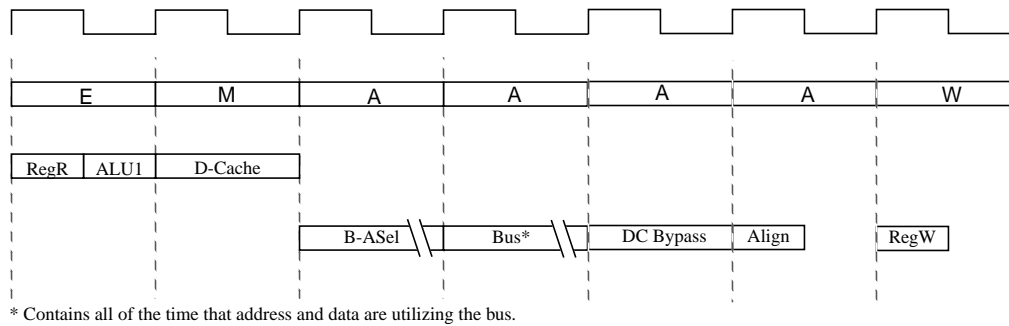 E M A A A A W
RegR ALU1 D-Cache
B-ASel Bus* DC Bypass Align RegW
* Contains all of the time that address and data are utilizing the bus.